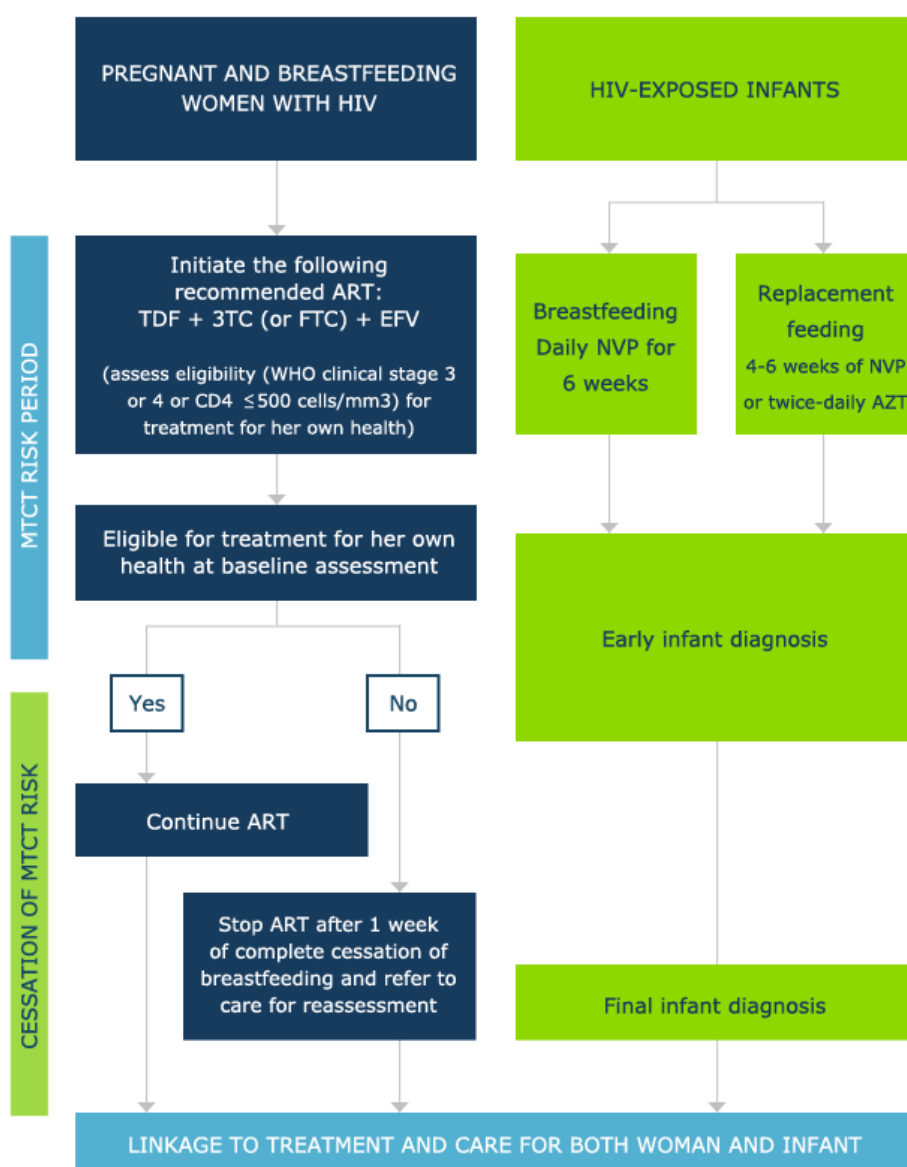 PREGNANT AND BREASTFEEDING
WOMEN WITH HIV
HIV-EXPOSED INFANTS
MTCT RISK PERIOD
Initiate the following
recommended ART:
TDF + 3TC (or FTC) + EFV
(assess eligibility (WHO clinical stage 3
or 4 or CD4 ≤500 cells/mm3) for
treatment for her own health)
Breastfeeding
Daily NVP for
6 weeks
Replacement
feeding
4-6 weeks of NVP
or twice-daily AZT
Eligible for treatment for her own
health at baseline assessment
Early infant diagnosis
CESSATION OF MTCT RISK
Yes
No
Continue ART
Stop ART after 1 week
of complete cessation of
breastfeeding and refer to
care for reassessment
Final infant diagnosis
LINKAGE TO TREATMENT AND CARE FOR BOTH WOMAN AND INFANT